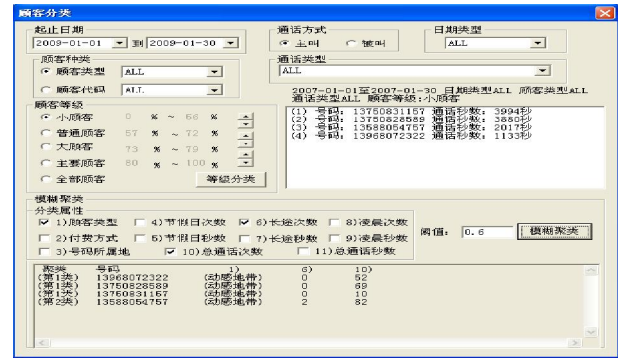 顾客分类
起止日期
2009-01-01 到 2009-01-30
通话方式
主叫 被叫
日期类型
ALL
顾客种类
顾客类型 ALL
顾客代码 ALL
通话类型
ALL
2007-01-01至2007-01-30 日期类型ALL 顾客类型ALL
通话类型ALL 顾客等级:小顾客
(1) 号码: 13750831157 通话秒数: 3994秒
(2) 号码: 13750828589 通话秒数: 3880秒
(3) 号码: 13588054757 通话秒数: 2017秒
(4) 号码: 13968072322 通话秒数: 1133秒
顾客等级
小顾客 0 % ~ 56 %
普通顾客 57 % ~ 72 %
大顾客 73 % ~ 79 %
主要顾客 80 % ~ 100 %
全部顾客 等级分类
模糊聚类
分类属性
1)顾客类型 4)节假日次数 6)长途次数 8)凌晨次数
2)付费方式 5)节假日秒数 7)长途秒数 9)凌晨秒数
3)号码所属地 10)总通话次数 11)总通话秒数
阈值: 0.6 模糊聚类
聚类 号码 1) 6) 10)
(第1类) 13968072322 (动感地带) 0 52
(第1类) 13750828589 (动感地带) 0 69
(第1类) 13750831157 (动感地带) 0 10
(第2类) 13588054757 (动感地带) 2 82